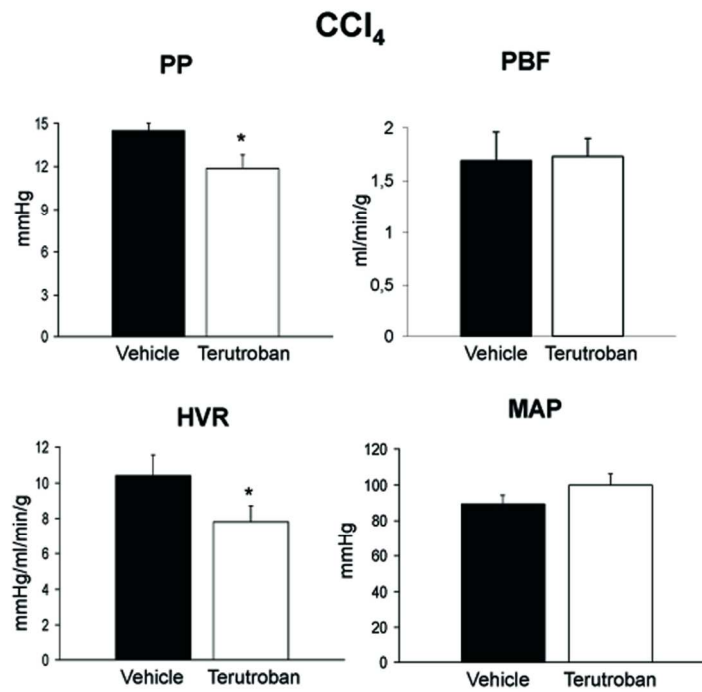 CCl4
PP
PBF
15
12
9
6
3
0
mmHg
*
Vehicle Terutroban
2
1,5
1
0,5
0
ml/min/g
Vehicle Terutroban
HVR
MAP
12
10
8
6
4
2
0
mmHg/ml/min/g
*
Vehicle Terutroban
120
100
80
60
40
20
0
mmHg
Vehicle Terutroban